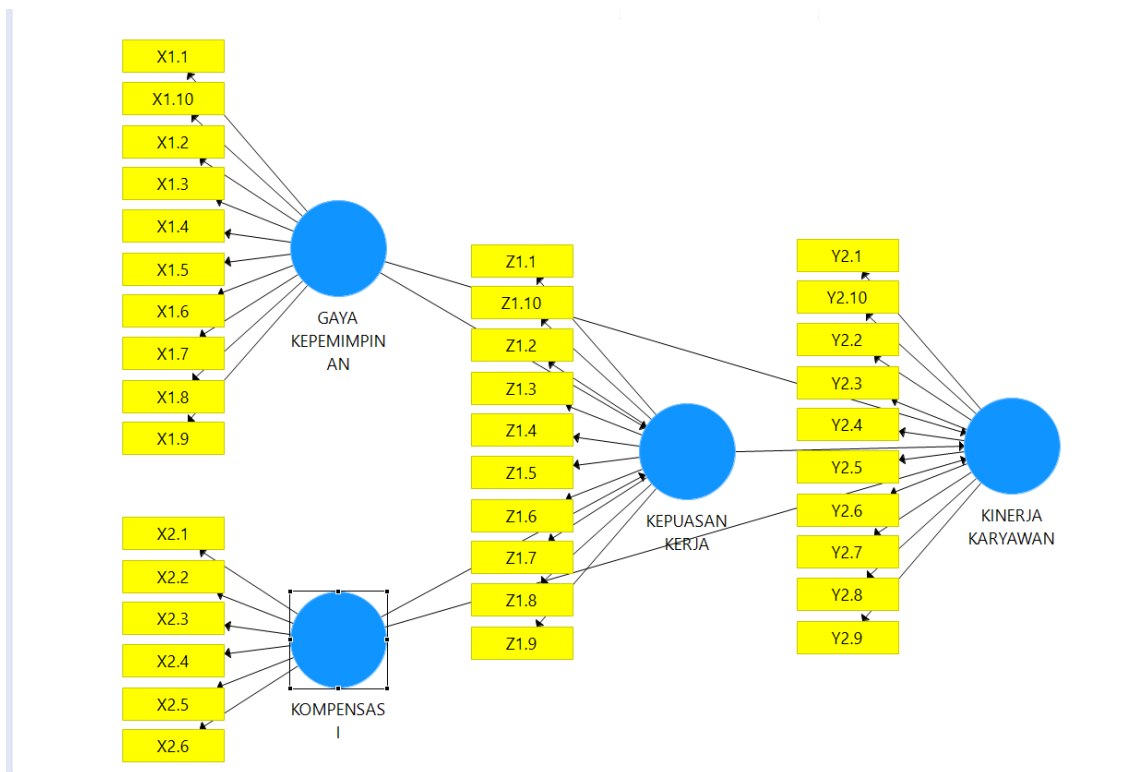 X1.1
X1.10
X1.2
X1.3
X1.4
X1.5
X1.6
X1.7
X1.8
X1.9
GAYA
KEPEMIMPIN
AN
X2.1
X2.2
X2.3
X2.4
X2.5
X2.6
KOMPENSAS
I
Z1.1
Z1.10
Z1.2
Z1.3
Z1.4
Z1.5
Z1.6
Z1.7
Z1.8
Z1.9
KEPUASAN
KERJA
Y2.1
Y2.10
Y2.2
Y2.3
Y2.4
Y2.5
Y2.6
Y2.7
Y2.8
Y2.9
KINERJA
KARYAWAN